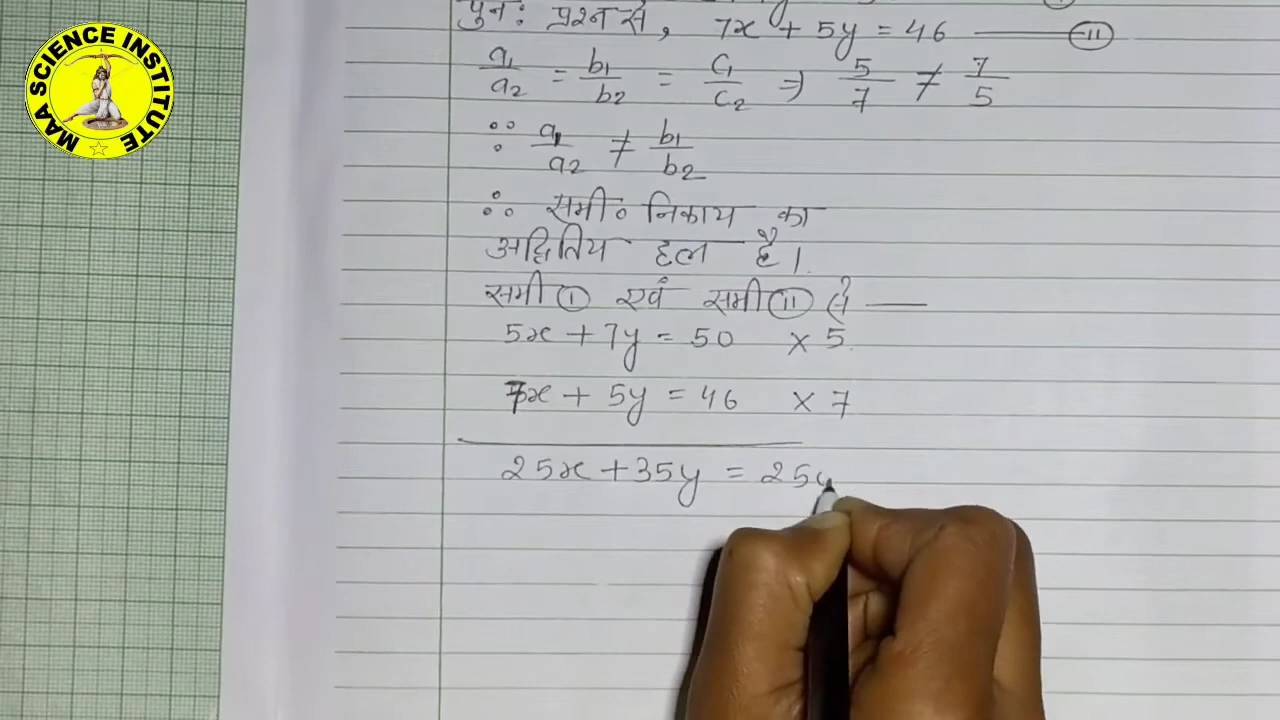 MAA SCIENCE INSTITUTE
पुनः प्रश्न से, 7x + 5y = 46 —— (II)
a1/a2 = b1/b2 = c1/c2 ⇒ 5/7 ≠ 7/5
∵ a1/a2 ≠ b1/b2
∴ समी० निकाय का
अद्वितिय हल है।
समी (I) एवं समी (II) से ——
5x + 7y = 50 × 5
7x + 5y = 46 × 7
25x + 35y = 25